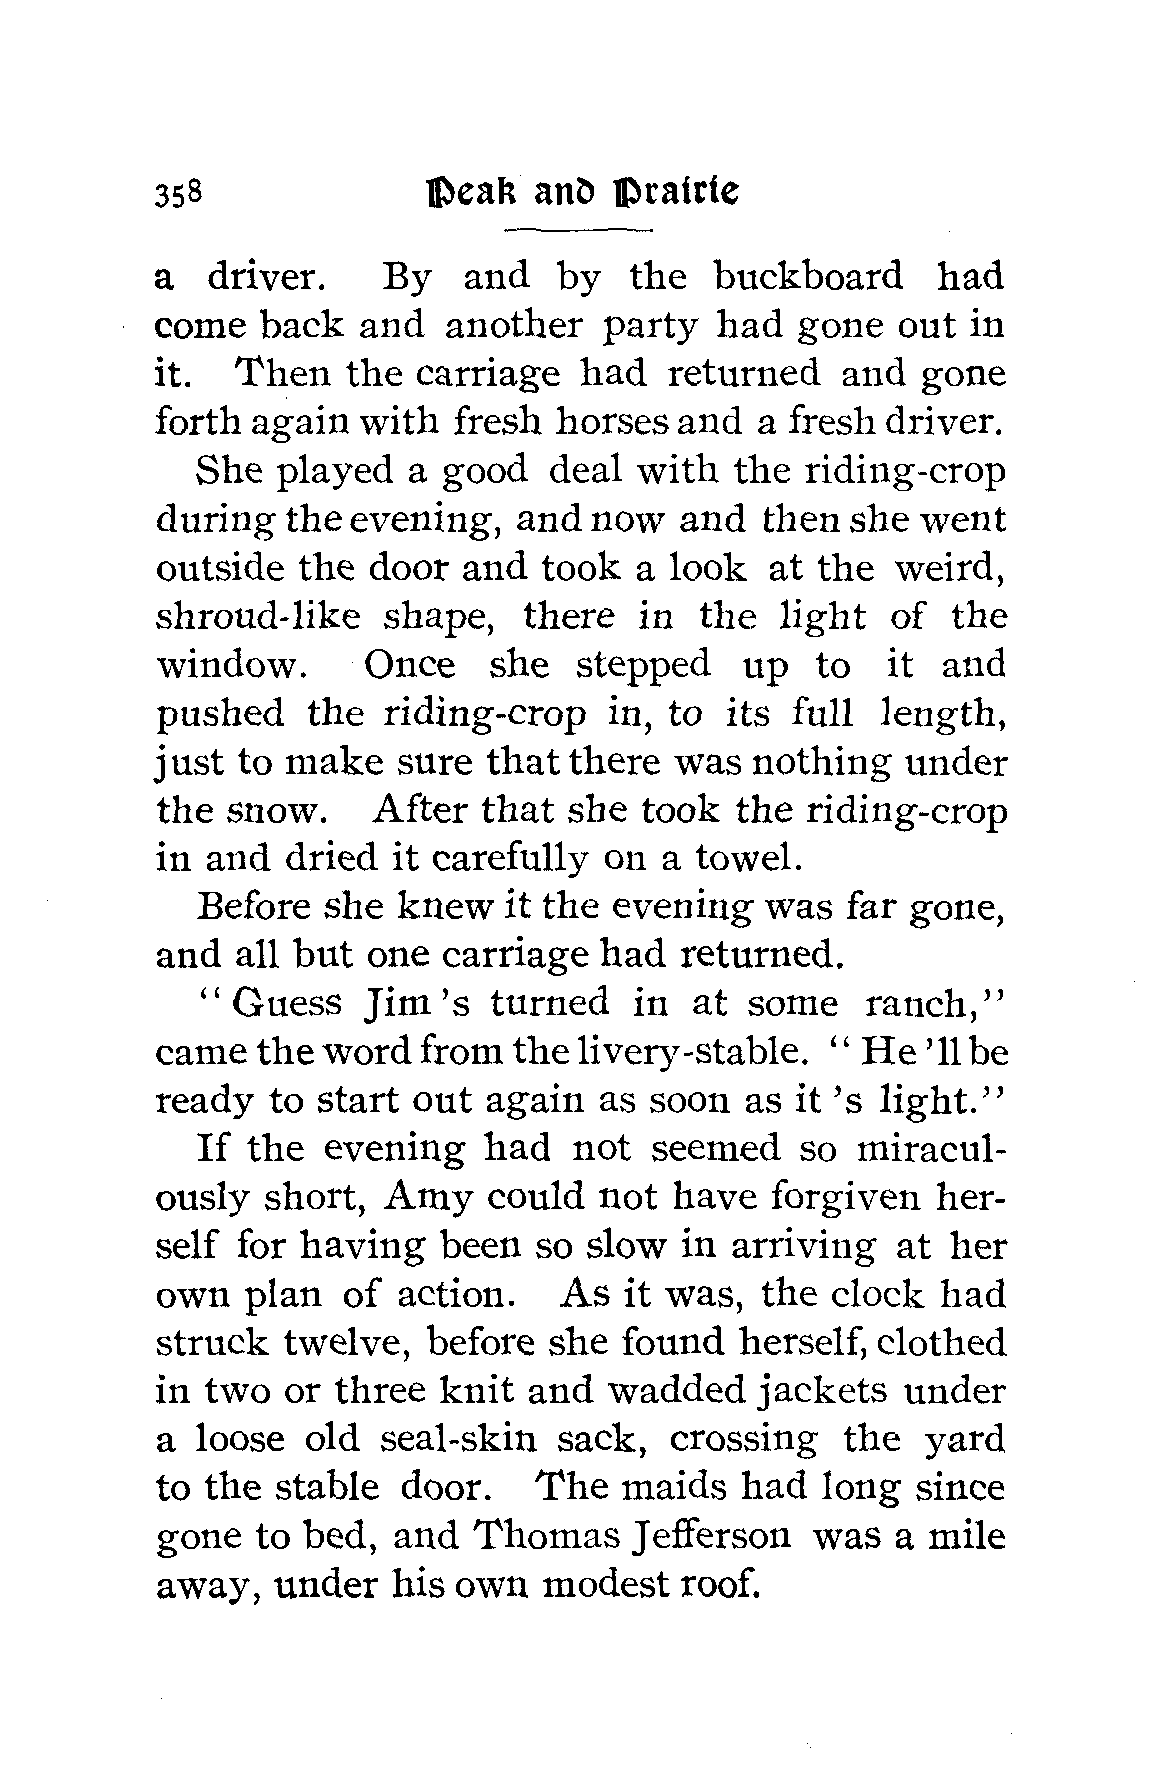 358 Peak and Prairie
a driver. By and by the buckboard had
come back and another party had gone out in
it. Then the carriage had returned and gone
forth again with fresh horses and a fresh driver.
She played a good deal with the riding-crop
during the evening, and now and then she went
outside the door and took a look at the weird,
shroud-like shape, there in the light of the
window. Once she stepped up to it and
pushed the riding-crop in, to its full length,
just to make sure that there was nothing under
the snow. After that she took the riding-crop
in and dried it carefully on a towel.
Before she knew it the evening was far gone,
and all but one carriage had returned.
“ Guess Jim ’s turned in at some ranch,”
came the word from the livery-stable. “ He ’ll be
ready to start out again as soon as it ’s light.”
If the evening had not seemed so miracul-
ously short, Amy could not have forgiven her-
self for having been so slow in arriving at her
own plan of action. As it was, the clock had
struck twelve, before she found herself, clothed
in two or three knit and wadded jackets under
a loose old seal-skin sack, crossing the yard
to the stable door. The maids had long since
gone to bed, and Thomas Jefferson was a mile
away, under his own modest roof.